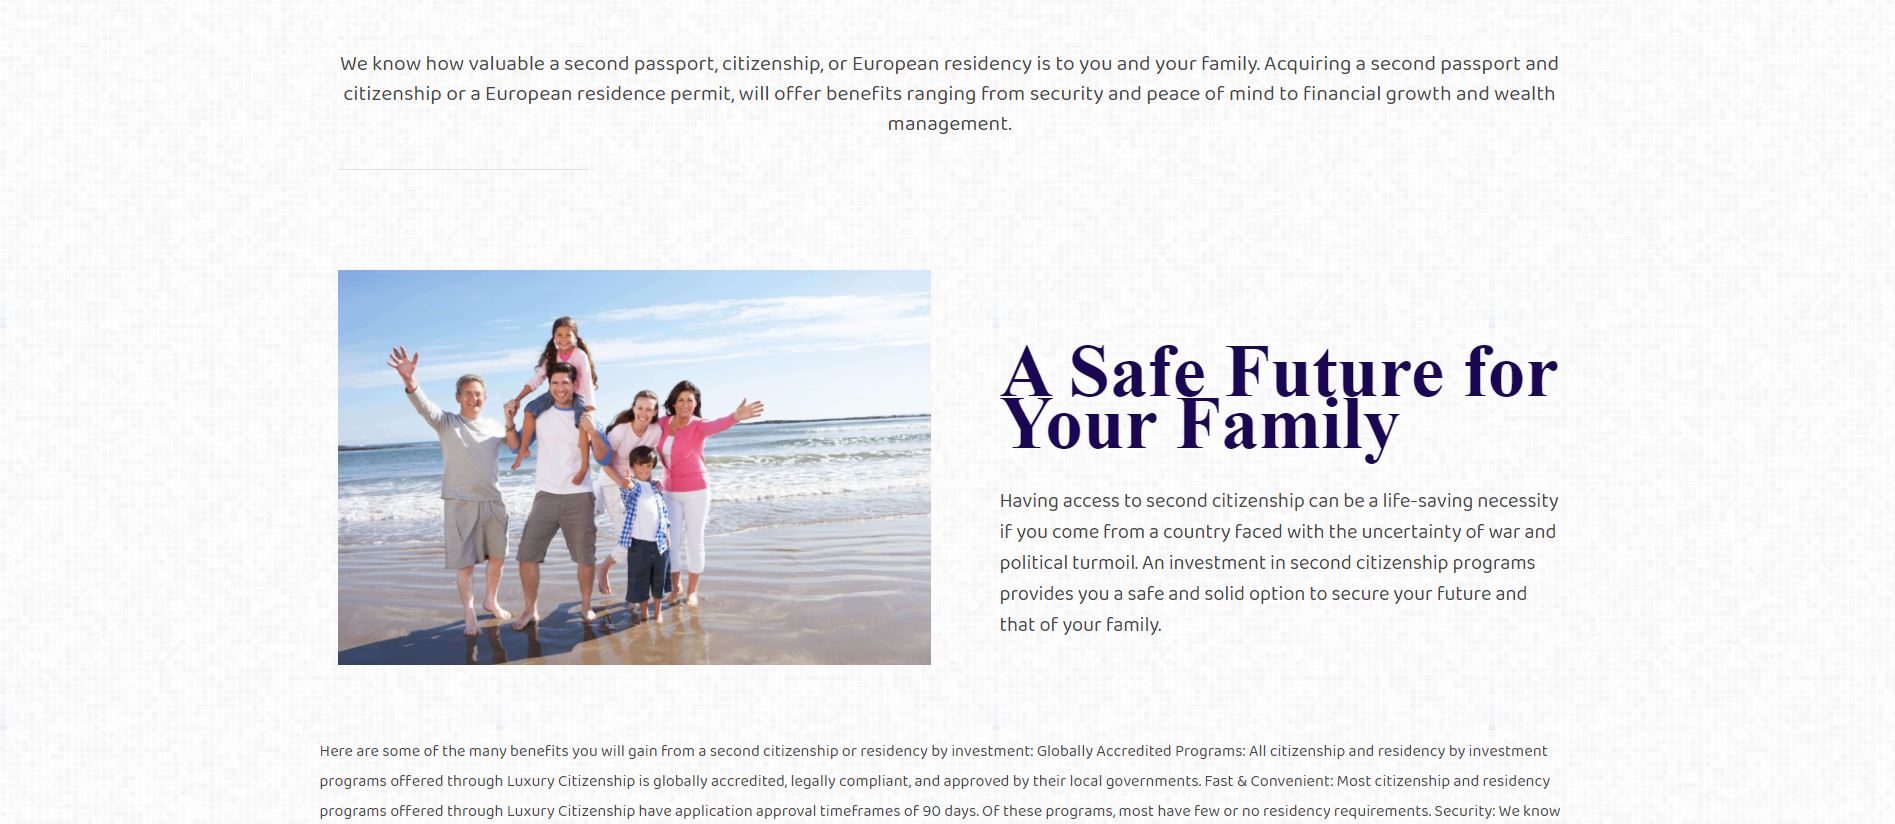 We know how valuable a second passport, citizenship, or European residency is to you and your family. Acquiring a second passport and
citizenship or a European residence permit, will offer benefits ranging from security and peace of mind to financial growth and wealth
management.
A Safe Future for
Your Family
Having access to second citizenship can be a life-saving necessity
if you come from a country faced with the uncertainty of war and
political turmoil. An investment in second citizenship programs
provides you a safe and solid option to secure your future and
that of your family.
Here are some of the many benefits you will gain from a second citizenship or residency by investment: Globally Accredited Programs: All citizenship and residency by investment
programs offered through Luxury Citizenship is globally accredited, legally compliant, and approved by their local governments. Fast & Convenient: Most citizenship and residency
programs offered through Luxury Citizenship have application approval timeframes of 90 days. Of these programs, most have few or no residency requirements. Security: We know